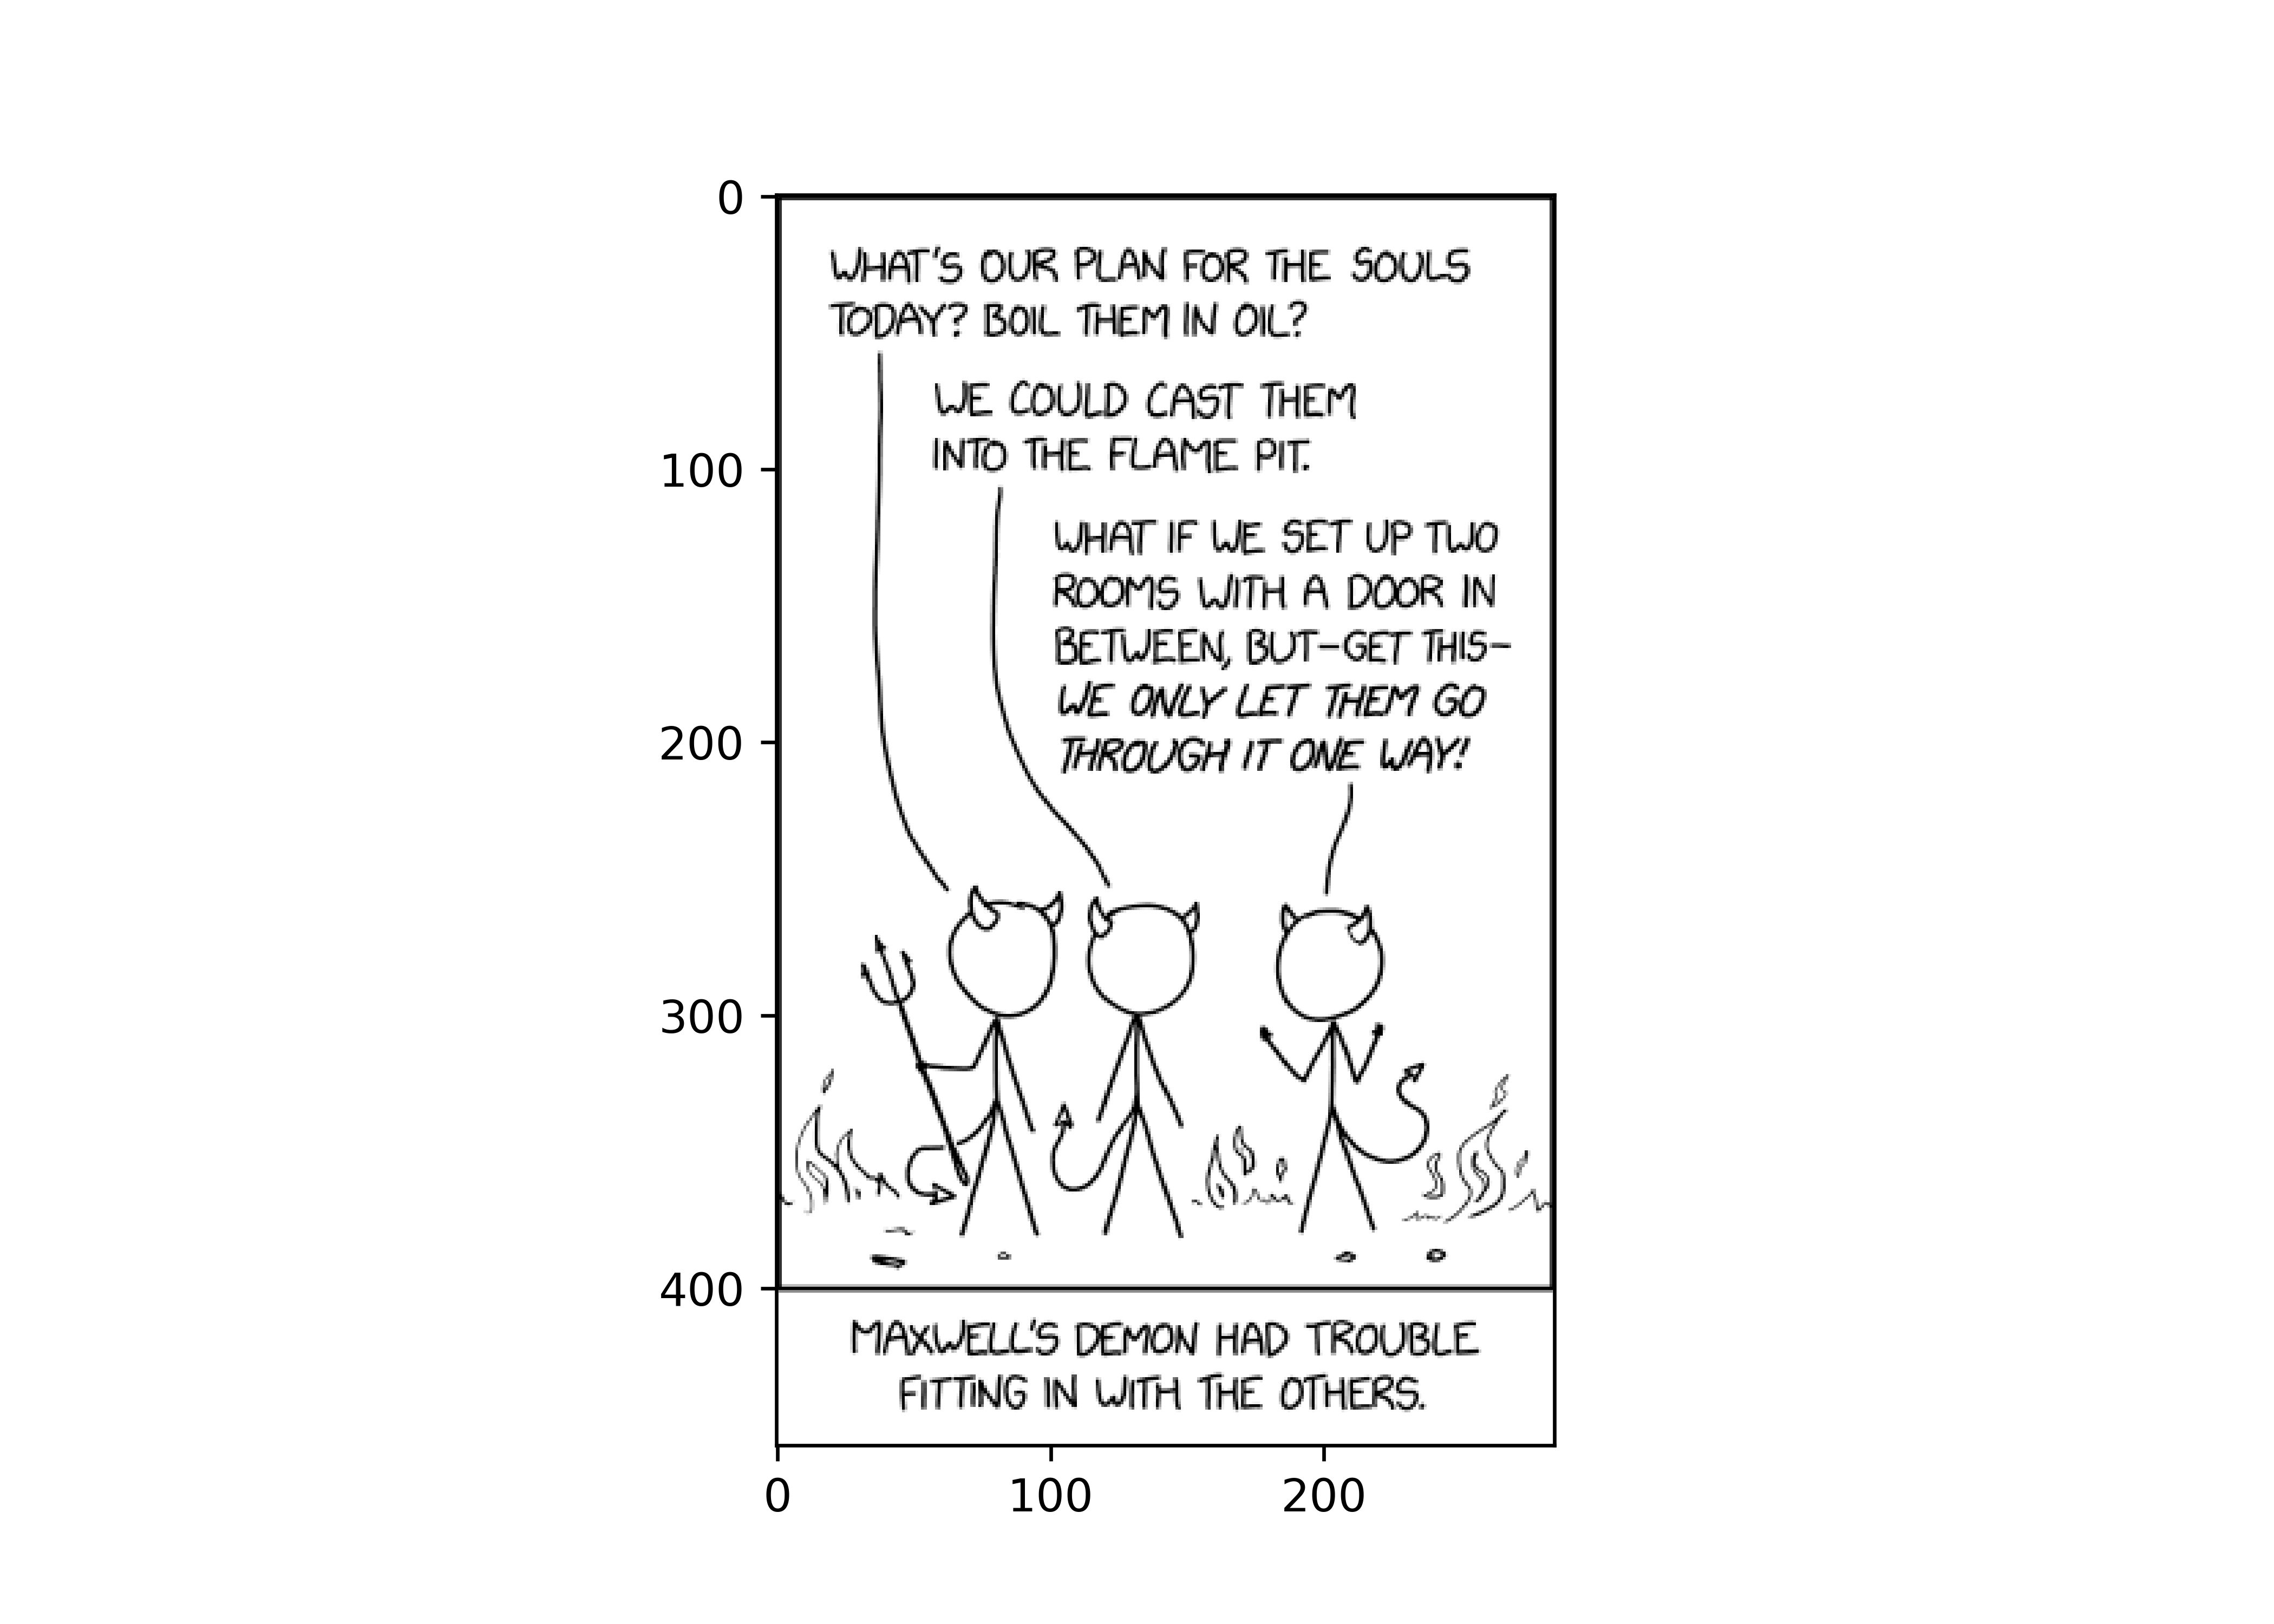 0
WHAT'S OUR PLAN FOR THE SOULS
TODAY? BOIL THEM IN OIL?
WE COULD CAST THEM
INTO THE FLAME PIT.
100
WHAT IF WE SET UP TWO
ROOMS WITH A DOOR IN
BETWEEN, BUT—GET THIS—
WE ONLY LET THEM GO
THROUGH IT ONE WAY!
200
300
400
MAXWELL'S DEMON HAD TROUBLE
FITTING IN WITH THE OTHERS.
0 100 200